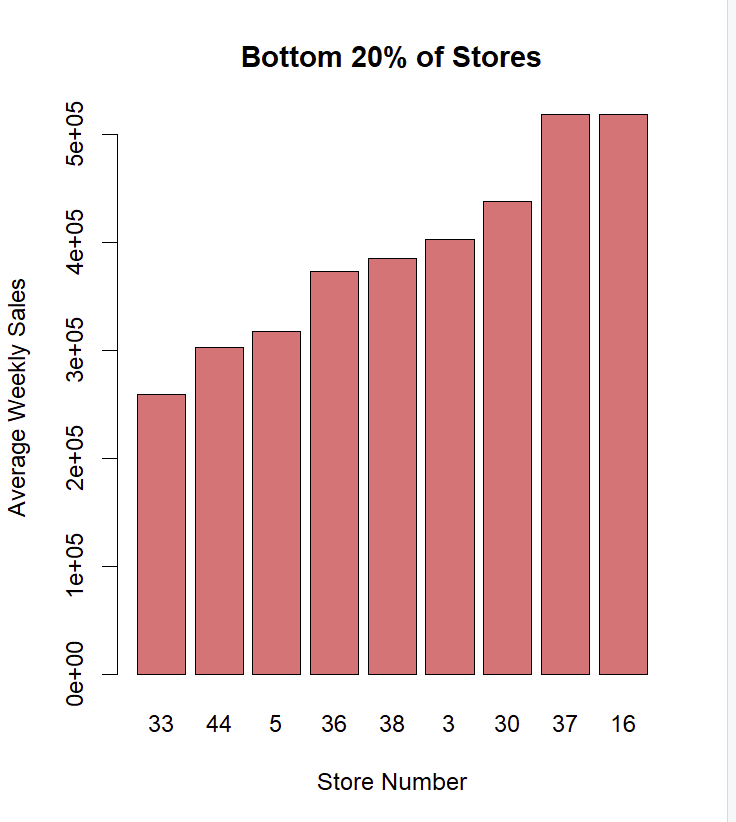 Bottom 20% of Stores
Average Weekly Sales
5e+05
4e+05
3e+05
2e+05
1e+05
0e+00
33 44 5 36 38 3 30 37 16
Store Number